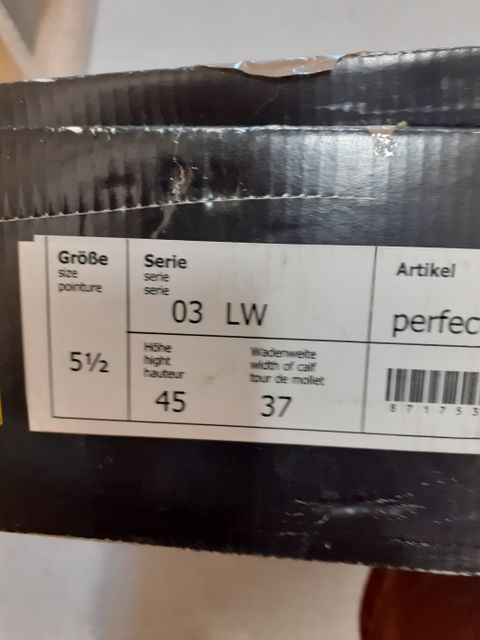 Größe
size
pointure
5½
Serie
serie
serie
03 LW
Höhe
hight
hauteur
45
Wadenweite
width of calf
tour de mollet
37
Artikel
perfec
871753